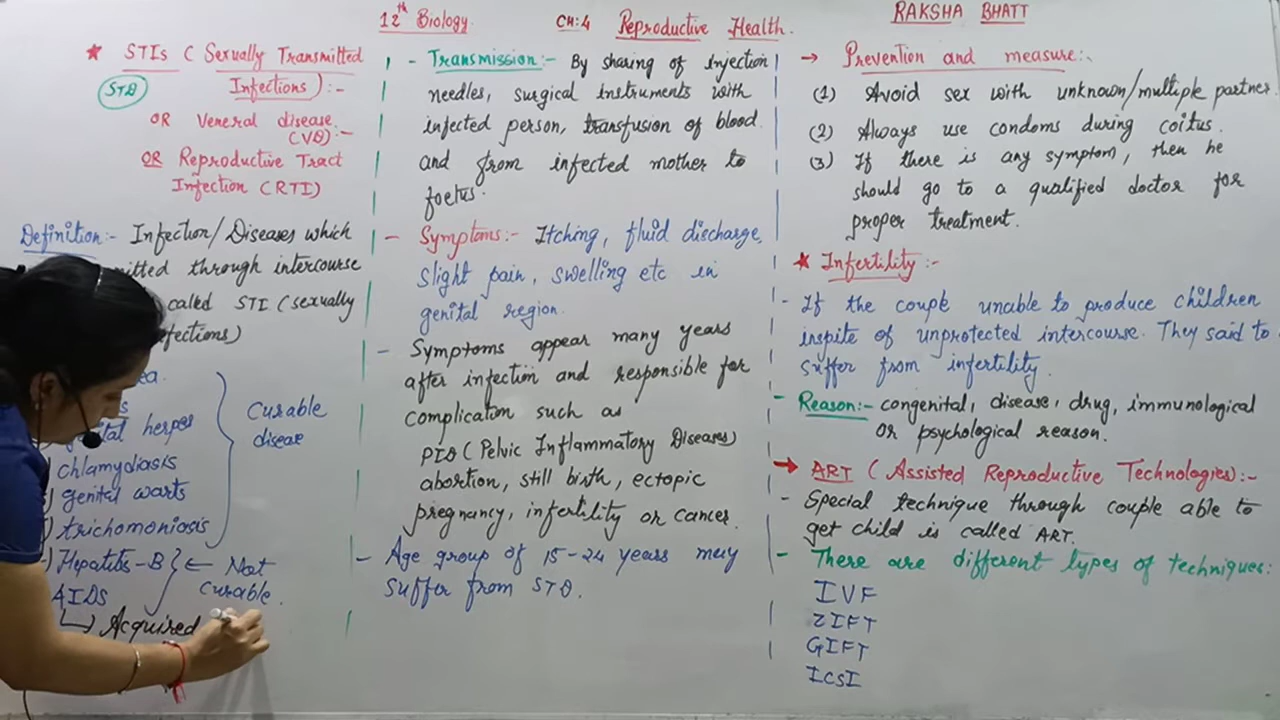 12th Biology
CH:4 Reproductive Health.
RAKSHA BHATT
★ STIs ( Sexually Transmitted
STD
Infections ) :-
OR Veneral disease
(VD):-
OR Reproductive Tract
Infection (RTI)
Definition:- Infection/Diseases which
mitted through intercourse
called STI (sexually
fections)
ea.
is
genital herpes
chlamydiasis
genital warts
trichomoniosis
Curable
disease
Hepatitis-B
← Not
curable.
AIDS
↳ Acquired
- Transmission:- By sharing of injection
needles, surgical instruments with
infected person, transfusion of blood.
and from infected mother to
foetus.
- Symptoms:- Itching, fluid discharge,
slight pain, swelling etc in
genital region.
- Symptoms appear many years
after infection and responsible for
complication such as
PID (Pelvic Inflammatory Diseases)
abortion, still birth, ectopic
pregnancy, infertility or cancer.
- Age group of 15-24 years may
suffer from STD.
→ Prevention and measure:-
(1) Avoid sex with unknown/multiple partner.
(2) Always use condoms during coitus.
(3) If there is any symptom, then he
should go to a qualified doctor for
proper treatment.
★ Infertility:-
- If the couple unable to produce children
inspite of unprotected intercourse. They said to
suffer from infertility.
- Reason:- congenital, disease, drug, immunological
or psychological reason.
→ ART ( Assisted Reproductive Technologies):-
- Special technique through couple able to
get child is called ART.
- There are different types of techniques:
IVF
ZIFT
GIFT
ICSI